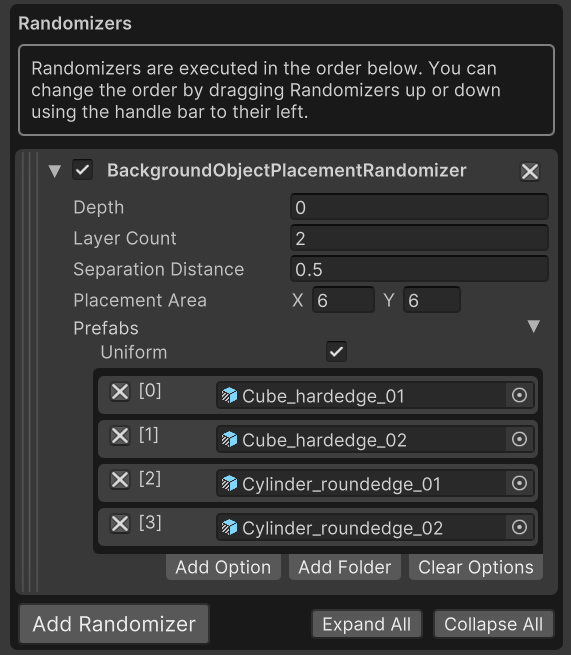 Randomizers
Randomizers are executed in the order below. You can
change the order by dragging Randomizers up or down
using the handle bar to their left.
BackgroundObjectPlacementRandomizer
Depth 0
Layer Count 2
Separation Distance 0.5
Placement Area X 6 Y 6
Prefabs
Uniform
[0] Cube_hardedge_01
[1] Cube_hardedge_02
[2] Cylinder_roundedge_01
[3] Cylinder_roundedge_02
Add Option Add Folder Clear Options
Add Randomizer Expand All Collapse All